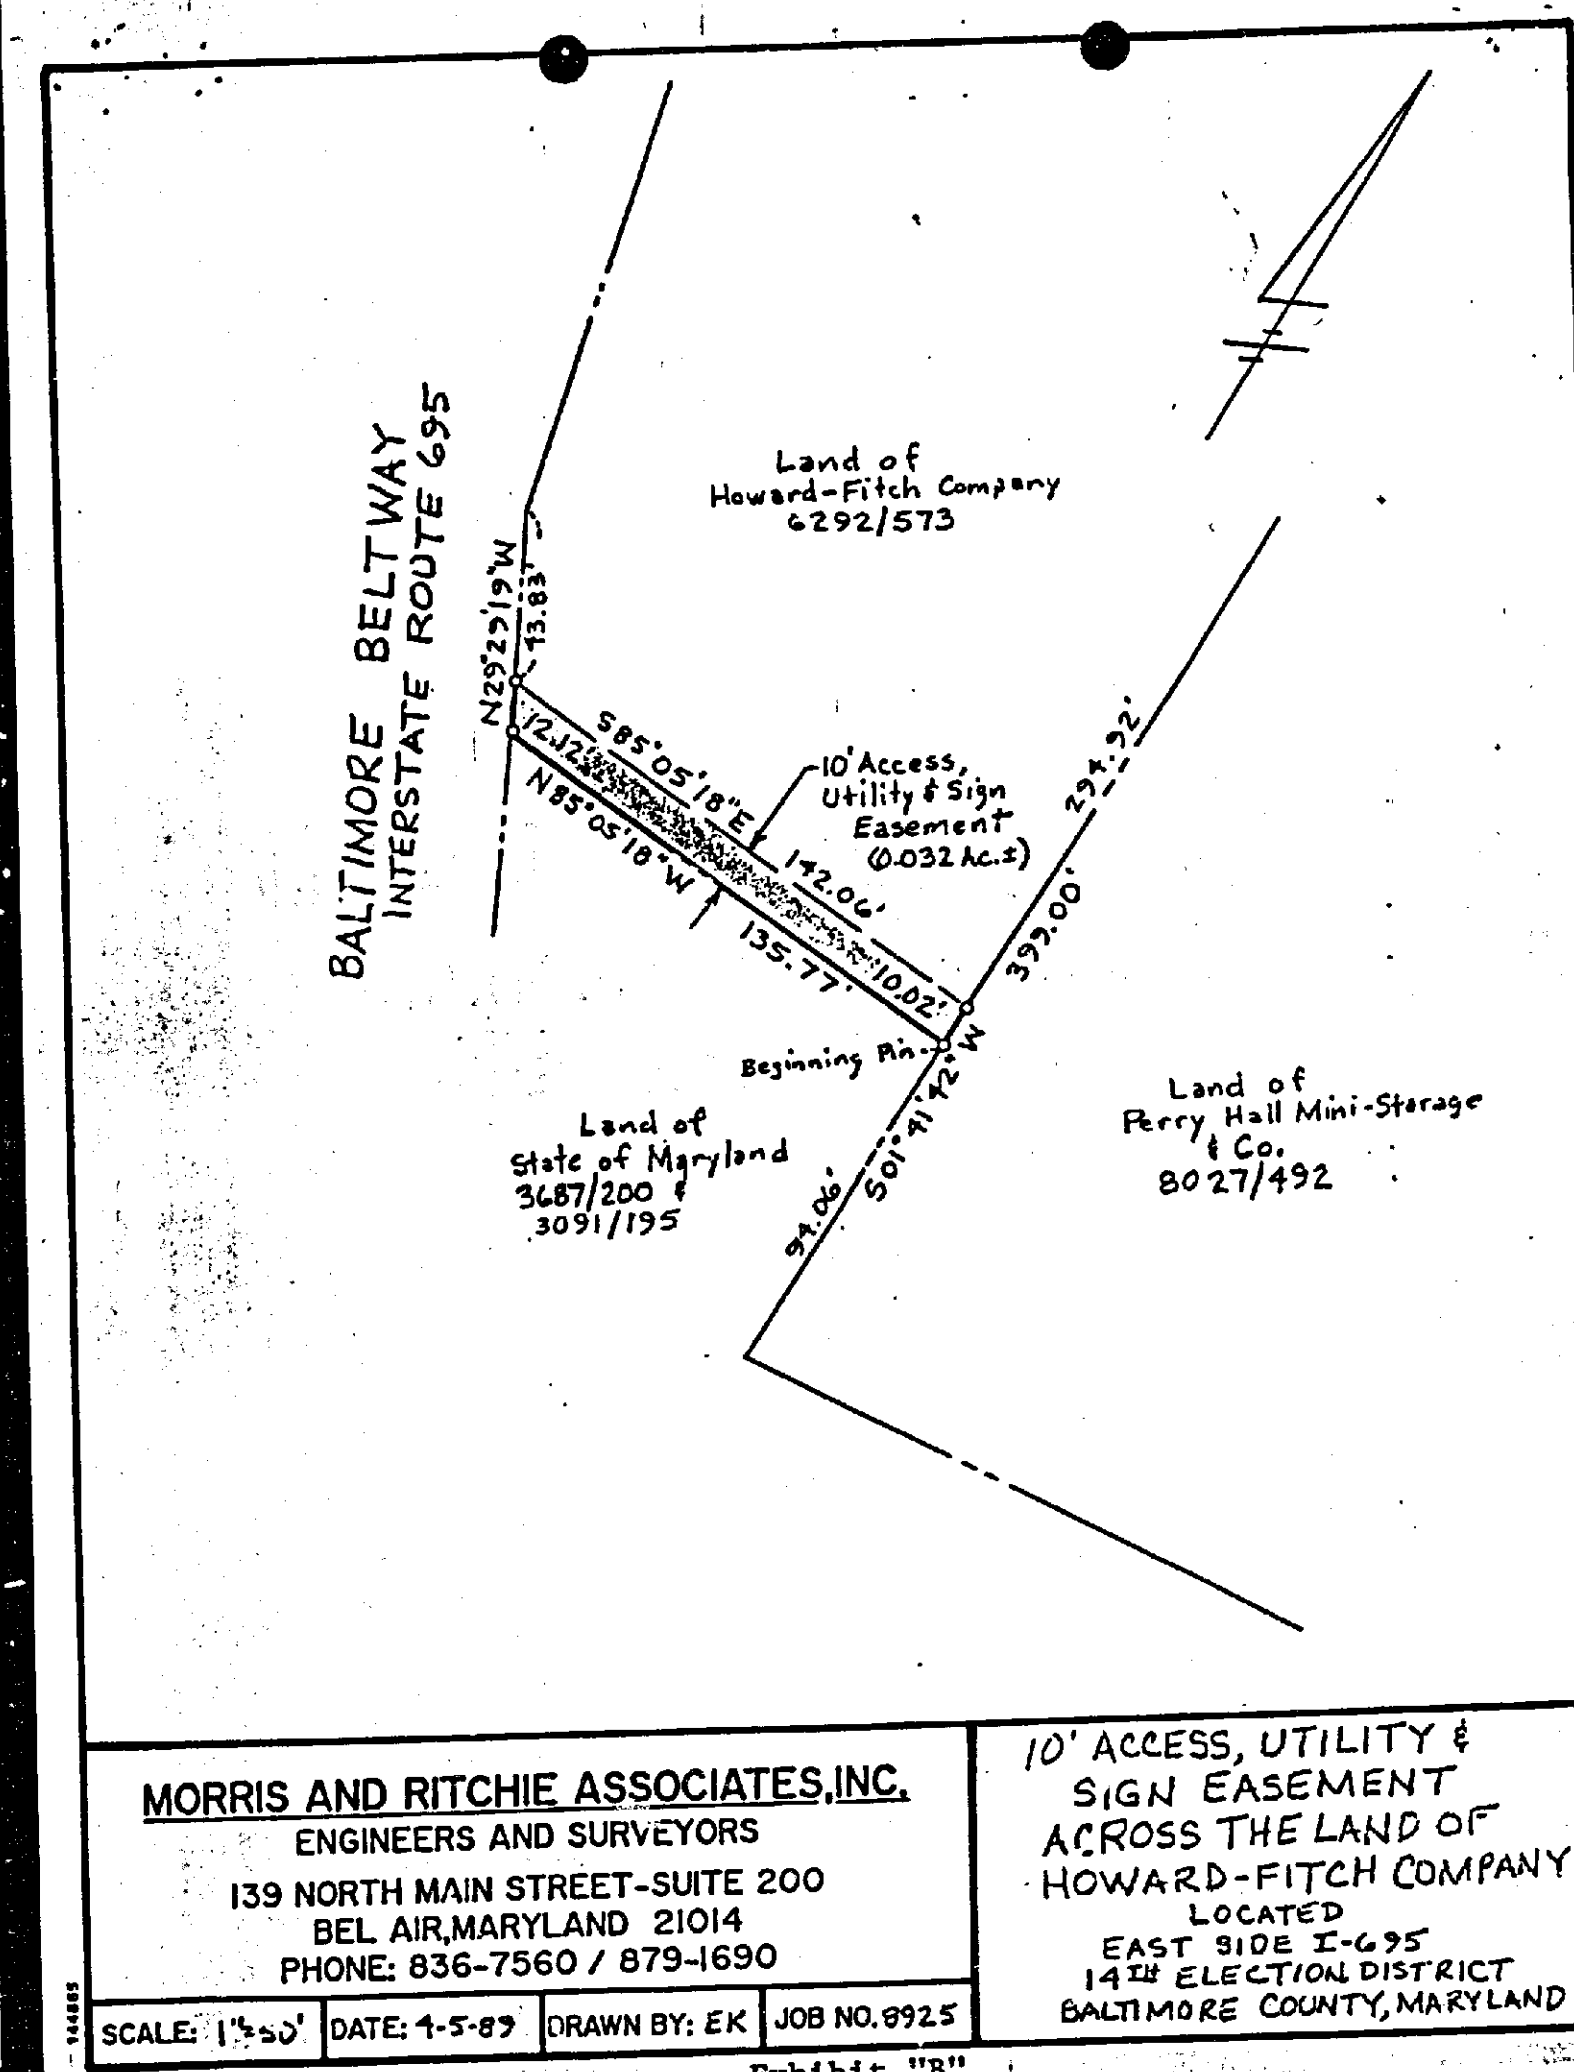 BALTIMORE BELTWAY
INTERSTATE ROUTE 695
Land of
Howard-Fitch Company
6292/573
N29°29'19"W
43.83'
12.12'
S85°05'18"E
142.06'
10' Access,
Utility & Sign
Easement
(0.032 Ac.±)
N85°05'18"W
135.77'
10.02'
294.92'
399.00'
Beginning Pin
S01°41'42"W
94.06'
Land of
State of Maryland
3687/200 &
3091/195
Land of
Perry Hall Mini-Storage
& Co.
8027/492
MORRIS AND RITCHIE ASSOCIATES, INC.
ENGINEERS AND SURVEYORS
139 NORTH MAIN STREET-SUITE 200
BEL AIR, MARYLAND 21014
PHONE: 836-7560 / 879-1690
SCALE: 1"=50'
DATE: 4-5-89
DRAWN BY: EK
JOB NO. 8925
10' ACCESS, UTILITY &
SIGN EASEMENT
ACROSS THE LAND OF
HOWARD-FITCH COMPANY
LOCATED
EAST SIDE I-695
14TH ELECTION DISTRICT
BALTIMORE COUNTY, MARYLAND
Exhibit "B"